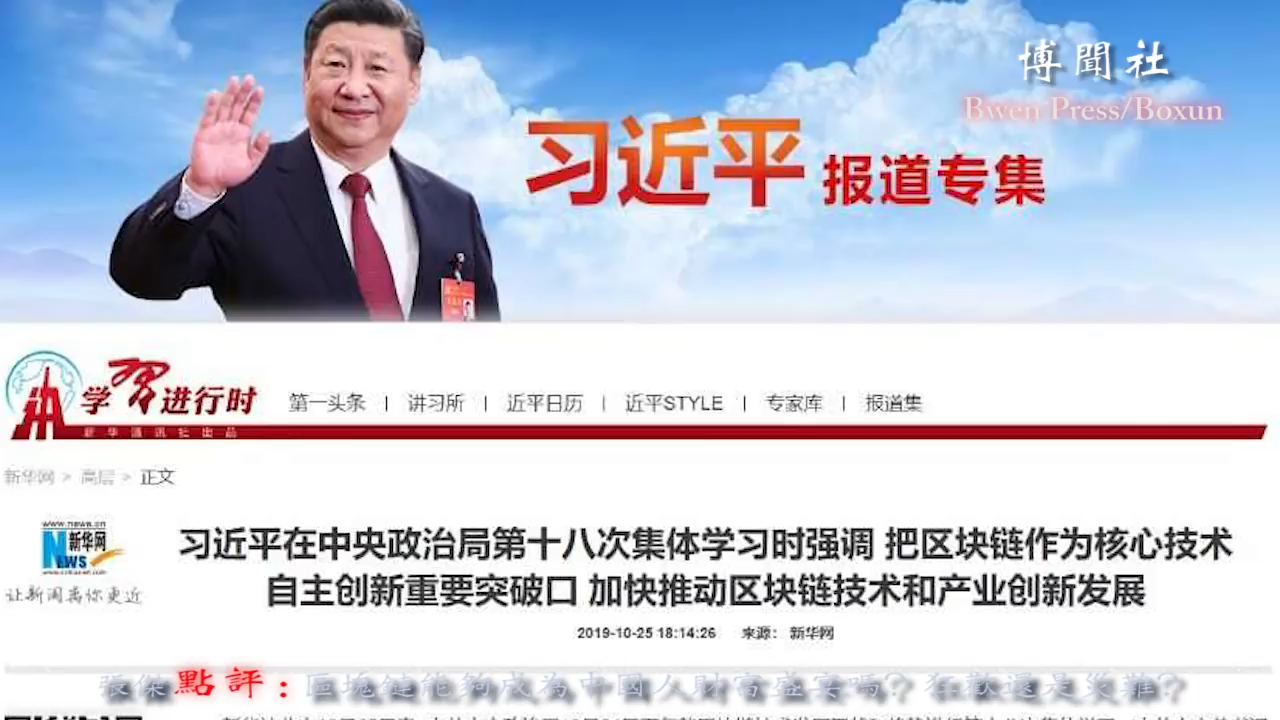 博聞社
Bwen Press/Boxun
习近平 报道专集
学习进行时
新华通讯社出品
第一头条 | 讲习所 | 近平日历 | 近平STYLE | 专家库 | 报道集
新华网 > 高层 > 正文
www.news.cn
新华网
NEWS
让新闻离你更近
习近平在中央政治局第十八次集体学习时强调 把区块链作为核心技术
自主创新重要突破口 加快推动区块链技术和产业创新发展
2019-10-25 18:14:26 来源： 新华网
張傑點評：區塊鏈能夠成為中國人財富盛宴嗎？狂歡還是災難？